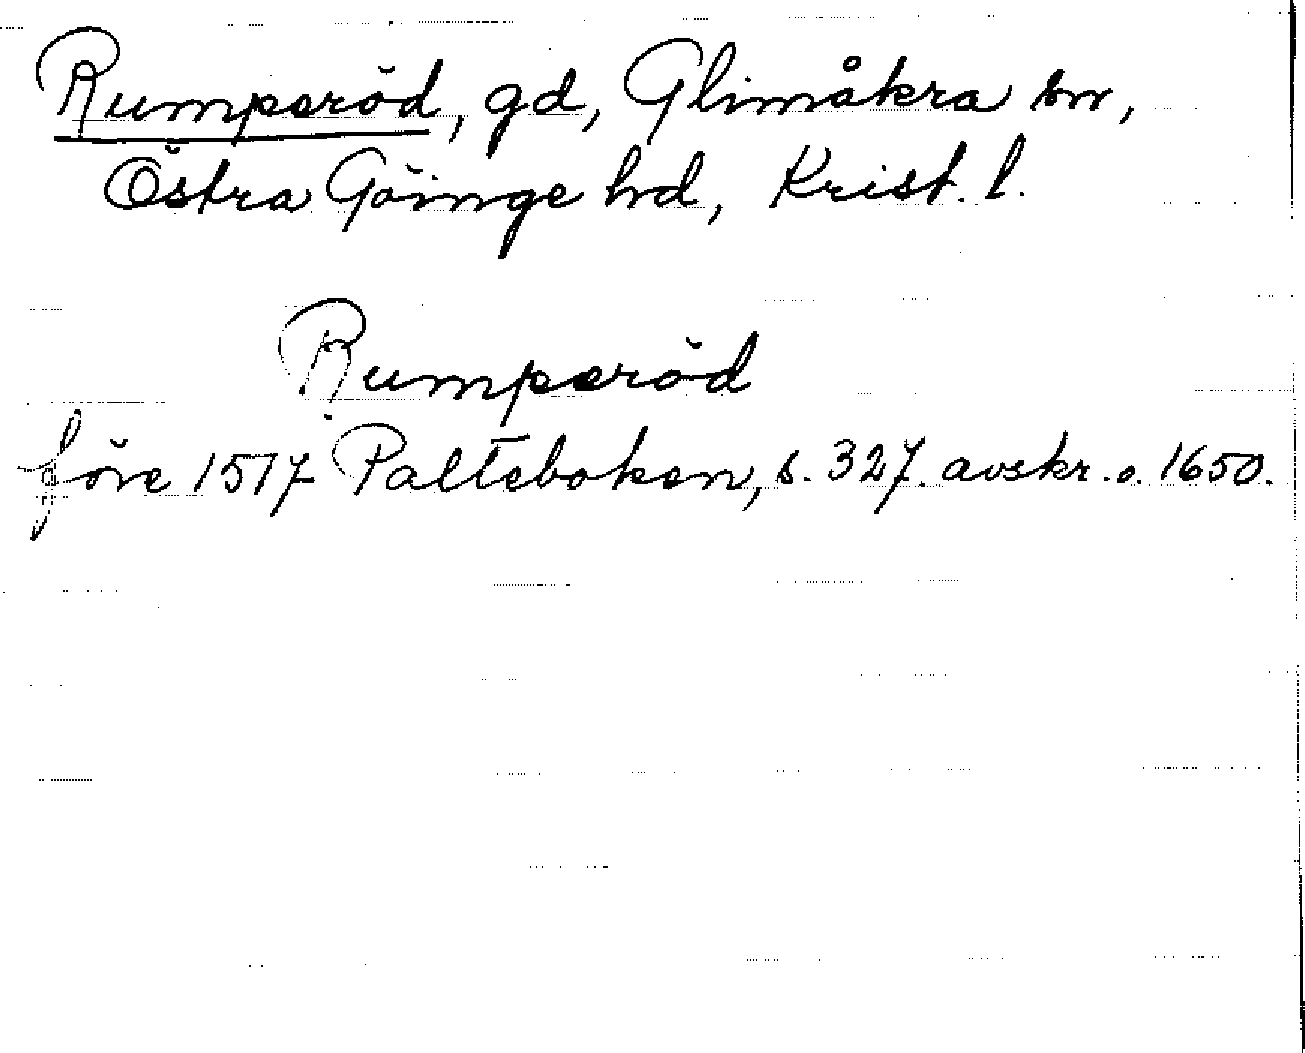 Rumperöd, gd, Glimåkra sn,
Östra Göinge hd, Krist. l.
Rumperöd
före 1517 Palteboken, s. 327. avskr. o. 1650.